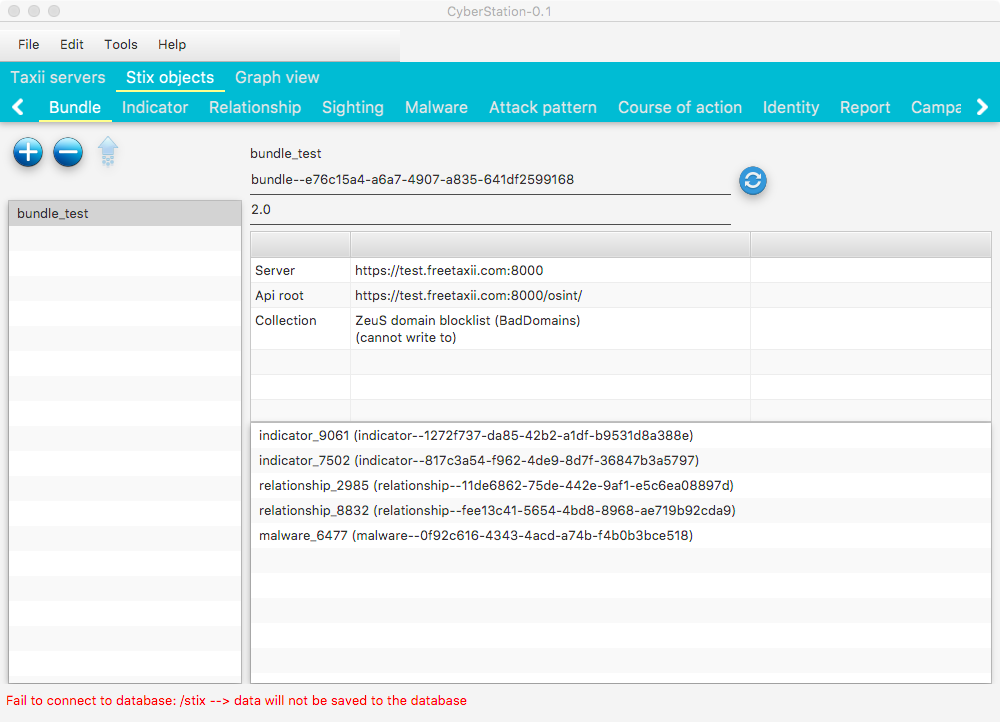 CyberStation-0.1
File Edit Tools Help
Taxii servers Stix objects Graph view
Bundle Indicator Relationship Sighting Malware Attack pattern Course of action Identity Report Campa
bundle_test
bundle--e76c15a4-a6a7-4907-a835-641df2599168
2.0
bundle_test
Server https://test.freetaxii.com:8000
Api root https://test.freetaxii.com:8000/osint/
Collection ZeuS domain blocklist (BadDomains)
(cannot write to)
indicator_9061 (indicator--1272f737-da85-42b2-a1df-b9531d8a388e)
indicator_7502 (indicator--817c3a54-f962-4de9-8d7f-36847b3a5797)
relationship_2985 (relationship--11de6862-75de-442e-9af1-e5c6ea08897d)
relationship_8832 (relationship--fee13c41-5654-4bd8-8968-ae719b92cda9)
malware_6477 (malware--0f92c616-4343-4acd-a74b-f4b0b3bce518)
Fail to connect to database: /stix --> data will not be saved to the database